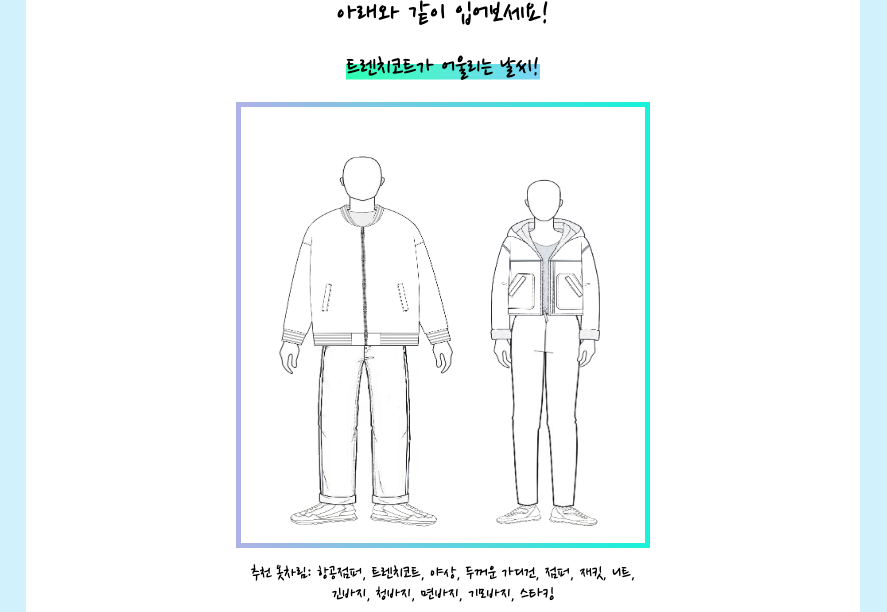 아래와 같이 입어보세요!
트렌치코트가 어울리는 날씨!
추천 옷차림: 항공점퍼, 트렌치코트, 야상, 두꺼운 가디건, 점퍼, 재킷, 니트,
긴바지, 청바지, 면바지, 기모바지, 스타킹